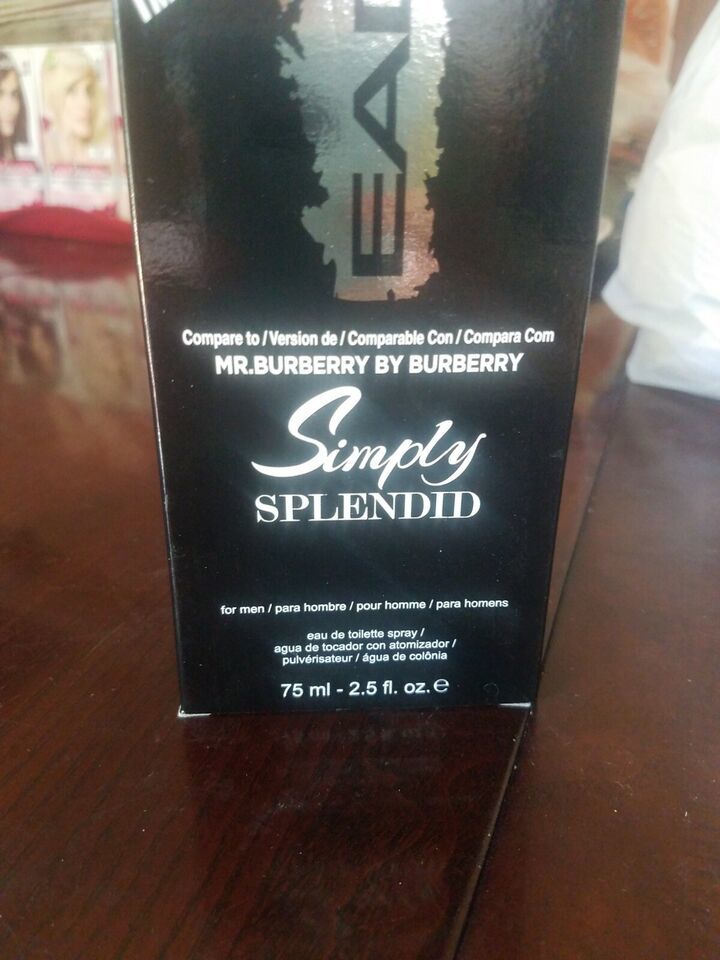 Compare to / Version de / Comparable Con / Compara Com
MR.BURBERRY BY BURBERRY
Simply
SPLENDID
for men / para hombre / pour homme / para homens
eau de toilette spray /
agua de tocador con atomizador /
pulvérisateur / água de colônia
75 ml - 2.5 fl. oz. e